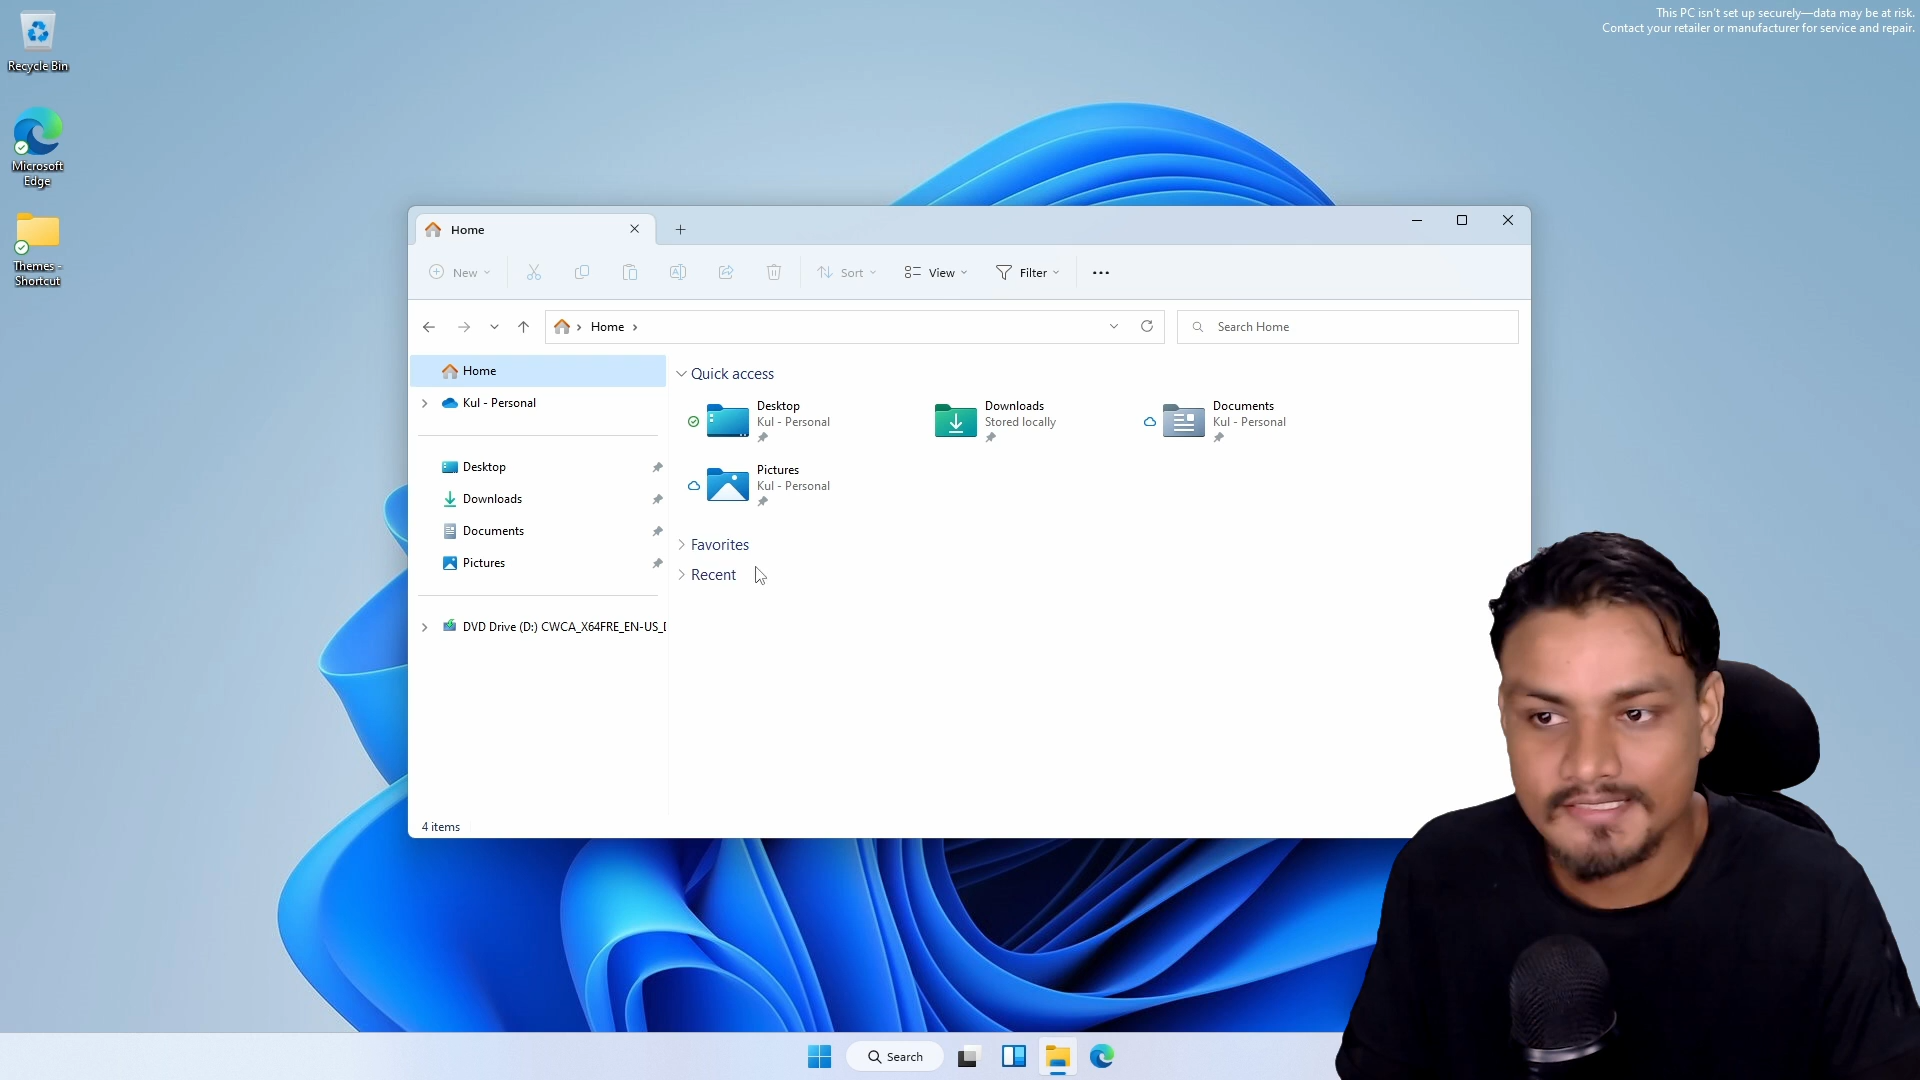 This PC isn't set up securely—data may be at risk.
Contact your retailer or manufacturer for service and repair.
Recycle Bin
Microsoft
Edge
Themes -
Shortcut
Home
New
Sort
View
Filter
Home
Search Home
Home
Kul - Personal
Desktop
Downloads
Documents
Pictures
DVD Drive (D:) CWCA_X64FRE_EN-US_D
Quick access
Desktop
Kul - Personal
Downloads
Stored locally
Documents
Kul - Personal
Pictures
Kul - Personal
Favorites
Recent
4 items
Search